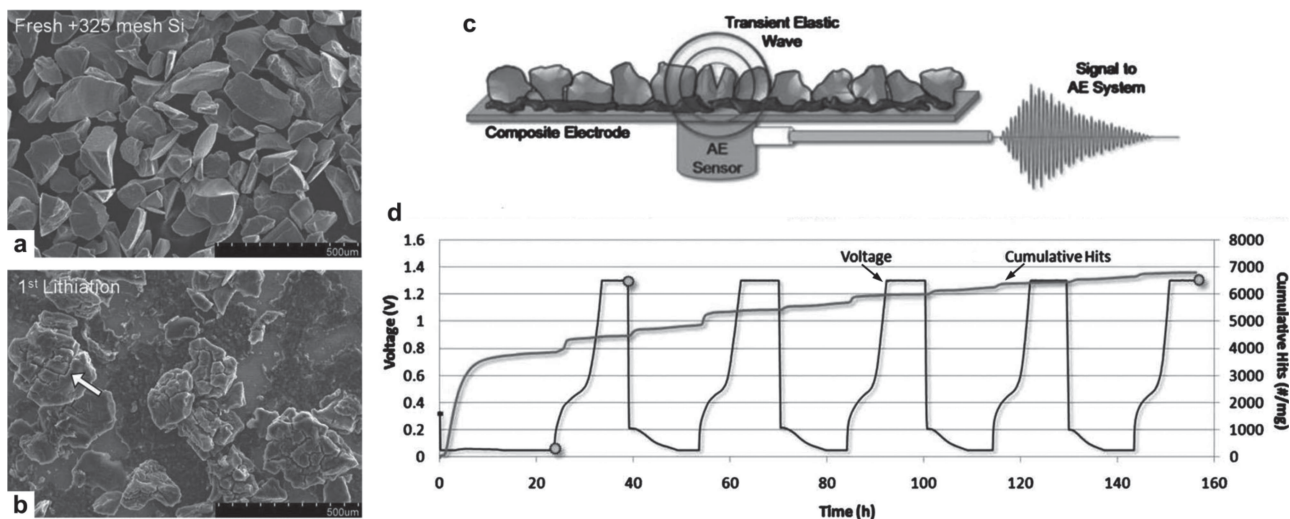 Fresh +325 mesh Si
a
500um
1st Lithiation
b
500um
c
Transient Elastic
Wave
Signal to
AE System
Composite Electrode
AE
Sensor
d
1.6
1.4
1.2
1
0.8
0.6
0.4
0.2
0
Voltage (V)
Voltage
Cumulative Hits
8000
7000
6000
5000
4000
3000
2000
1000
0
Cumulative Hits (#/mg)
0
20
40
60
80
100
120
140
160
Time (h)